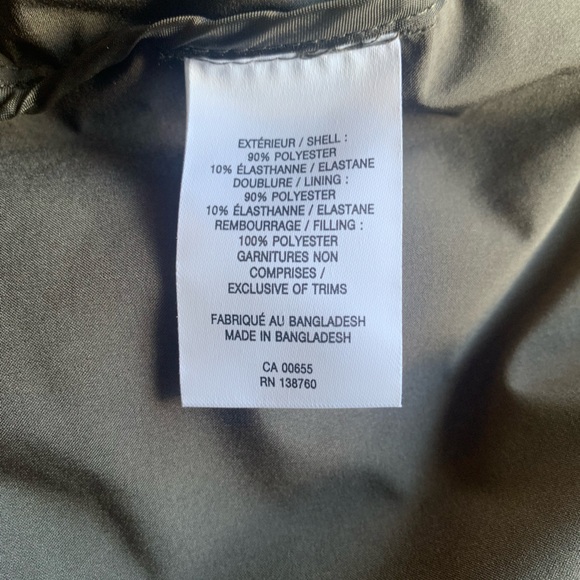 EXTÉRIEUR / SHELL :
90% POLYESTER
10% ÉLASTHANNE / ELASTANE
DOUBLURE / LINING :
90% POLYESTER
10% ÉLASTHANNE / ELASTANE
REMBOURRAGE / FILLING :
100% POLYESTER
GARNITURES NON
COMPRISES /
EXCLUSIVE OF TRIMS
FABRIQUÉ AU BANGLADESH
MADE IN BANGLADESH
CA 00655
RN 138760